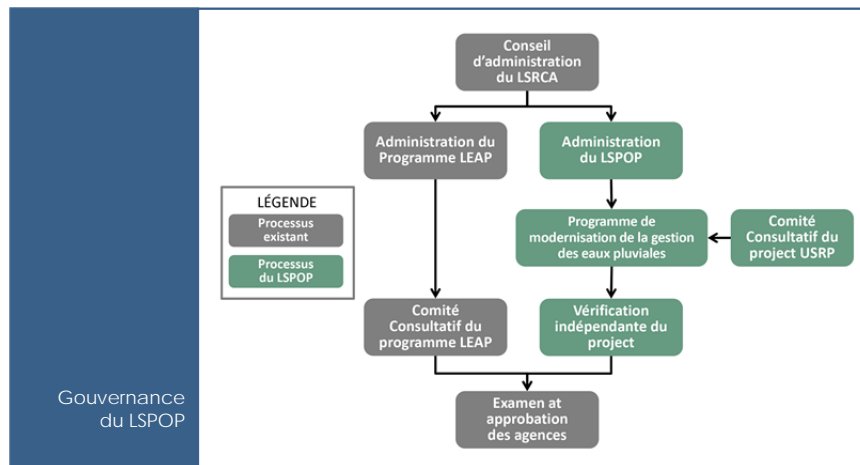 Conseil
d'administration
du LSRCA
Administration du
Programme LEAP
Administration
du LSPOP
LÉGENDE
Processus
existant
Processus
du LSPOP
Programme de
modernisation de la gestion
des eaux pluviales
Comité
Consultatif du
project USRP
Comité
Consultatif du
programme LEAP
Vérification
indépendante du
project
Examen at
approbation
des agences
Gouvernance
du LSPOP